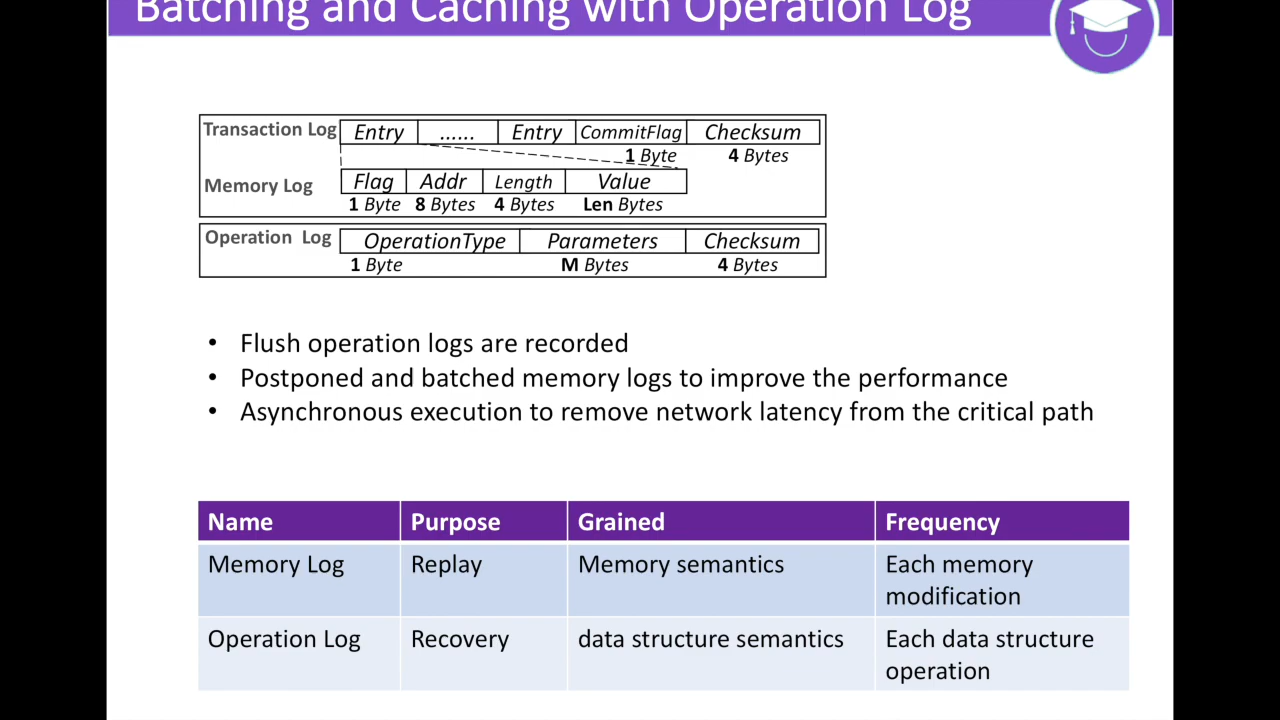 Batching and Caching with Operation Log
Transaction Log Entry ...... Entry CommitFlag Checksum
1 Byte 4 Bytes
Memory Log Flag Addr Length Value
1 Byte 8 Bytes 4 Bytes Len Bytes
Operation Log OperationType Parameters Checksum
1 Byte M Bytes 4 Bytes
• Flush operation logs are recorded
• Postponed and batched memory logs to improve the performance
• Asynchronous execution to remove network latency from the critical path
Name Purpose Grained Frequency
Memory Log Replay Memory semantics Each memory
modification
Operation Log Recovery data structure semantics Each data structure
operation